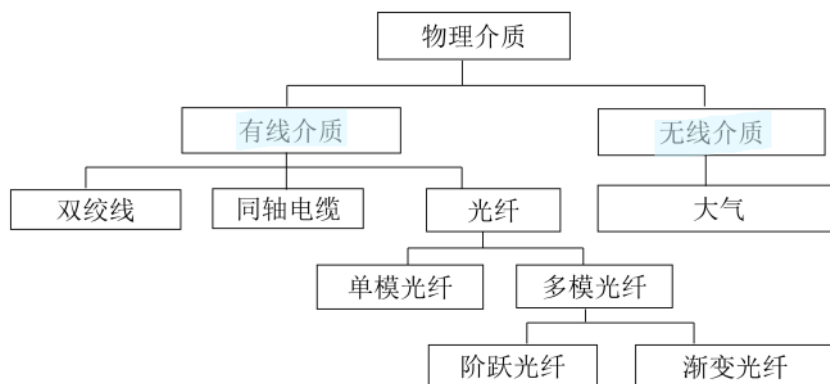 物理介质
有线介质
无线介质
双绞线
同轴电缆
光纤
大气
单模光纤
多模光纤
阶跃光纤
渐变光纤